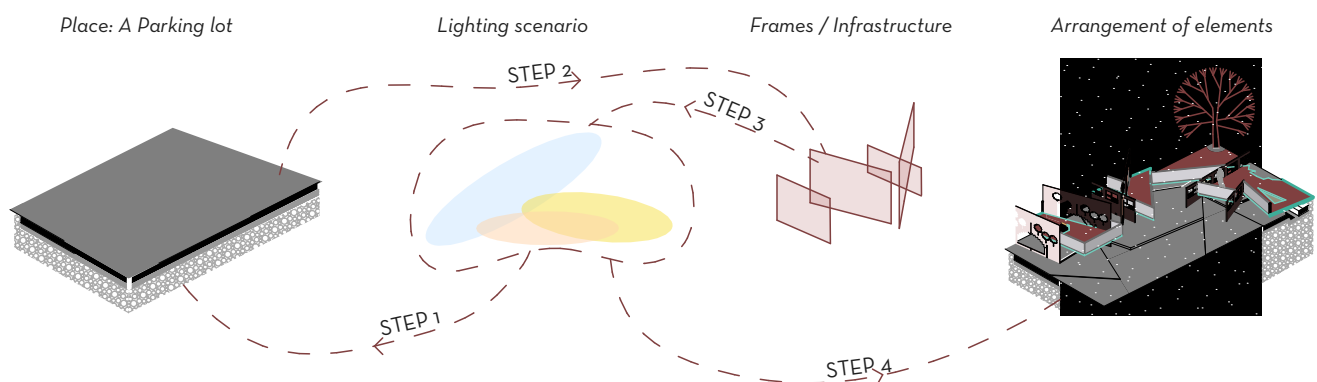 Place: A Parking lot
Lighting scenario
Frames / Infrastructure
Arrangement of elements
STEP 2
STEP 3
STEP 1
STEP 4